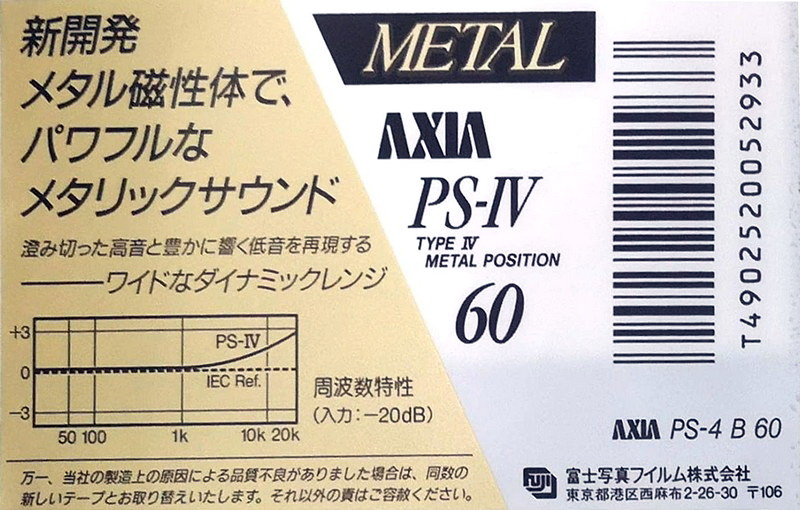 新開発
メタル磁性体で、
パワフルな
メタリックサウンド
澄み切った高音と豊かに響く低音を再現する
――ワイドなダイナミックレンジ
+3
PS-Ⅳ
0
IEC Ref.
-3
50 100 1k 10k 20k
周波数特性
(入力:-20dB)
万一、当社の製造上の原因による品質不良がありました場合は、同数の
新しいテープとお取り替えいたします。それ以外の責はご容赦ください。
METAL
AXIA
PS-IV
TYPE Ⅳ
METAL POSITION
60
T4902520052933
AXIA PS-4 B 60
FUJI 富士写真フイルム株式会社
東京都港区西麻布2-26-30 〒106